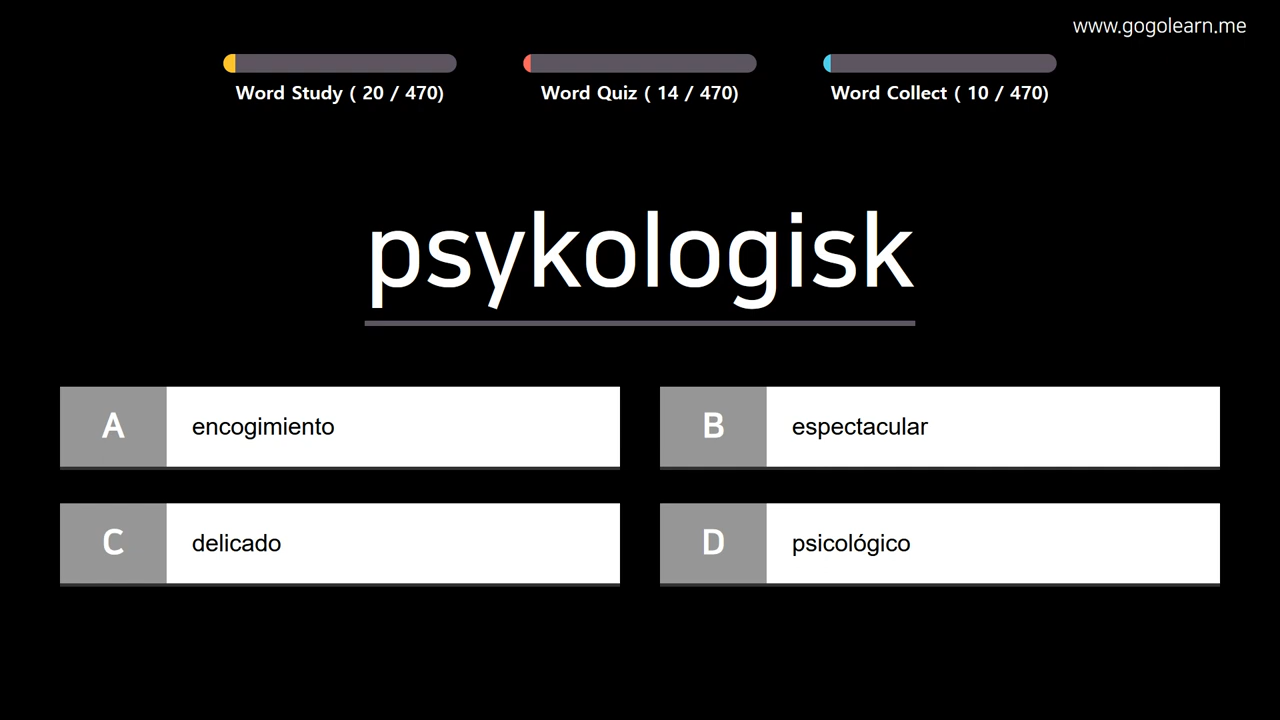 www.gogolearn.me
Word Study ( 20 / 470)
Word Quiz ( 14 / 470)
Word Collect ( 10 / 470)
psykologisk
A encogimiento
B espectacular
C delicado
D psicológico